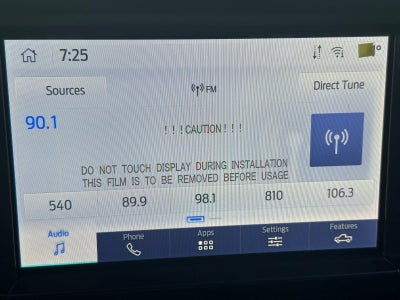 7:25
Sources
FM
Direct Tune
90.1
!!!CAUTION!!!
DO NOT TOUCH DISPLAY DURING INSTALLATION
THIS FILM IS TO BE REMOVED BEFORE USAGE
540 89.9 98.1 810 106.3
Audio Phone Apps Settings Features